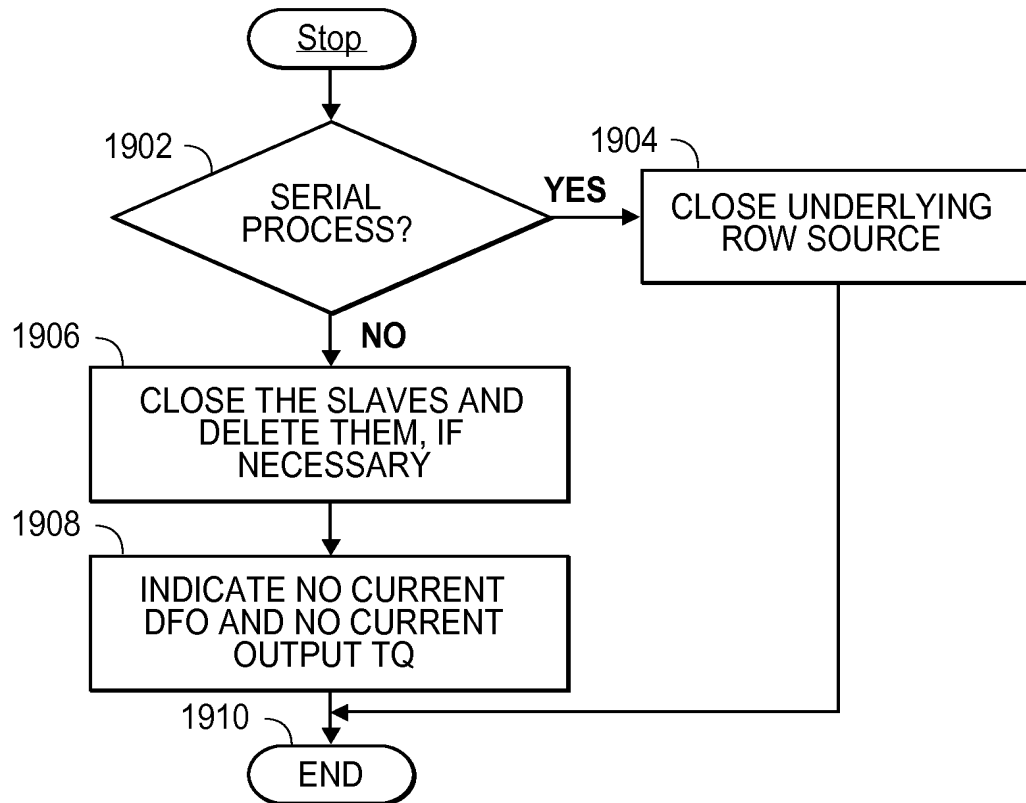 Stop
1902
SERIAL
PROCESS?
YES
1904
CLOSE UNDERLYING
ROW SOURCE
NO
1906
CLOSE THE SLAVES AND
DELETE THEM, IF
NECESSARY
1908
INDICATE NO CURRENT
DFO AND NO CURRENT
OUTPUT TQ
1910
END